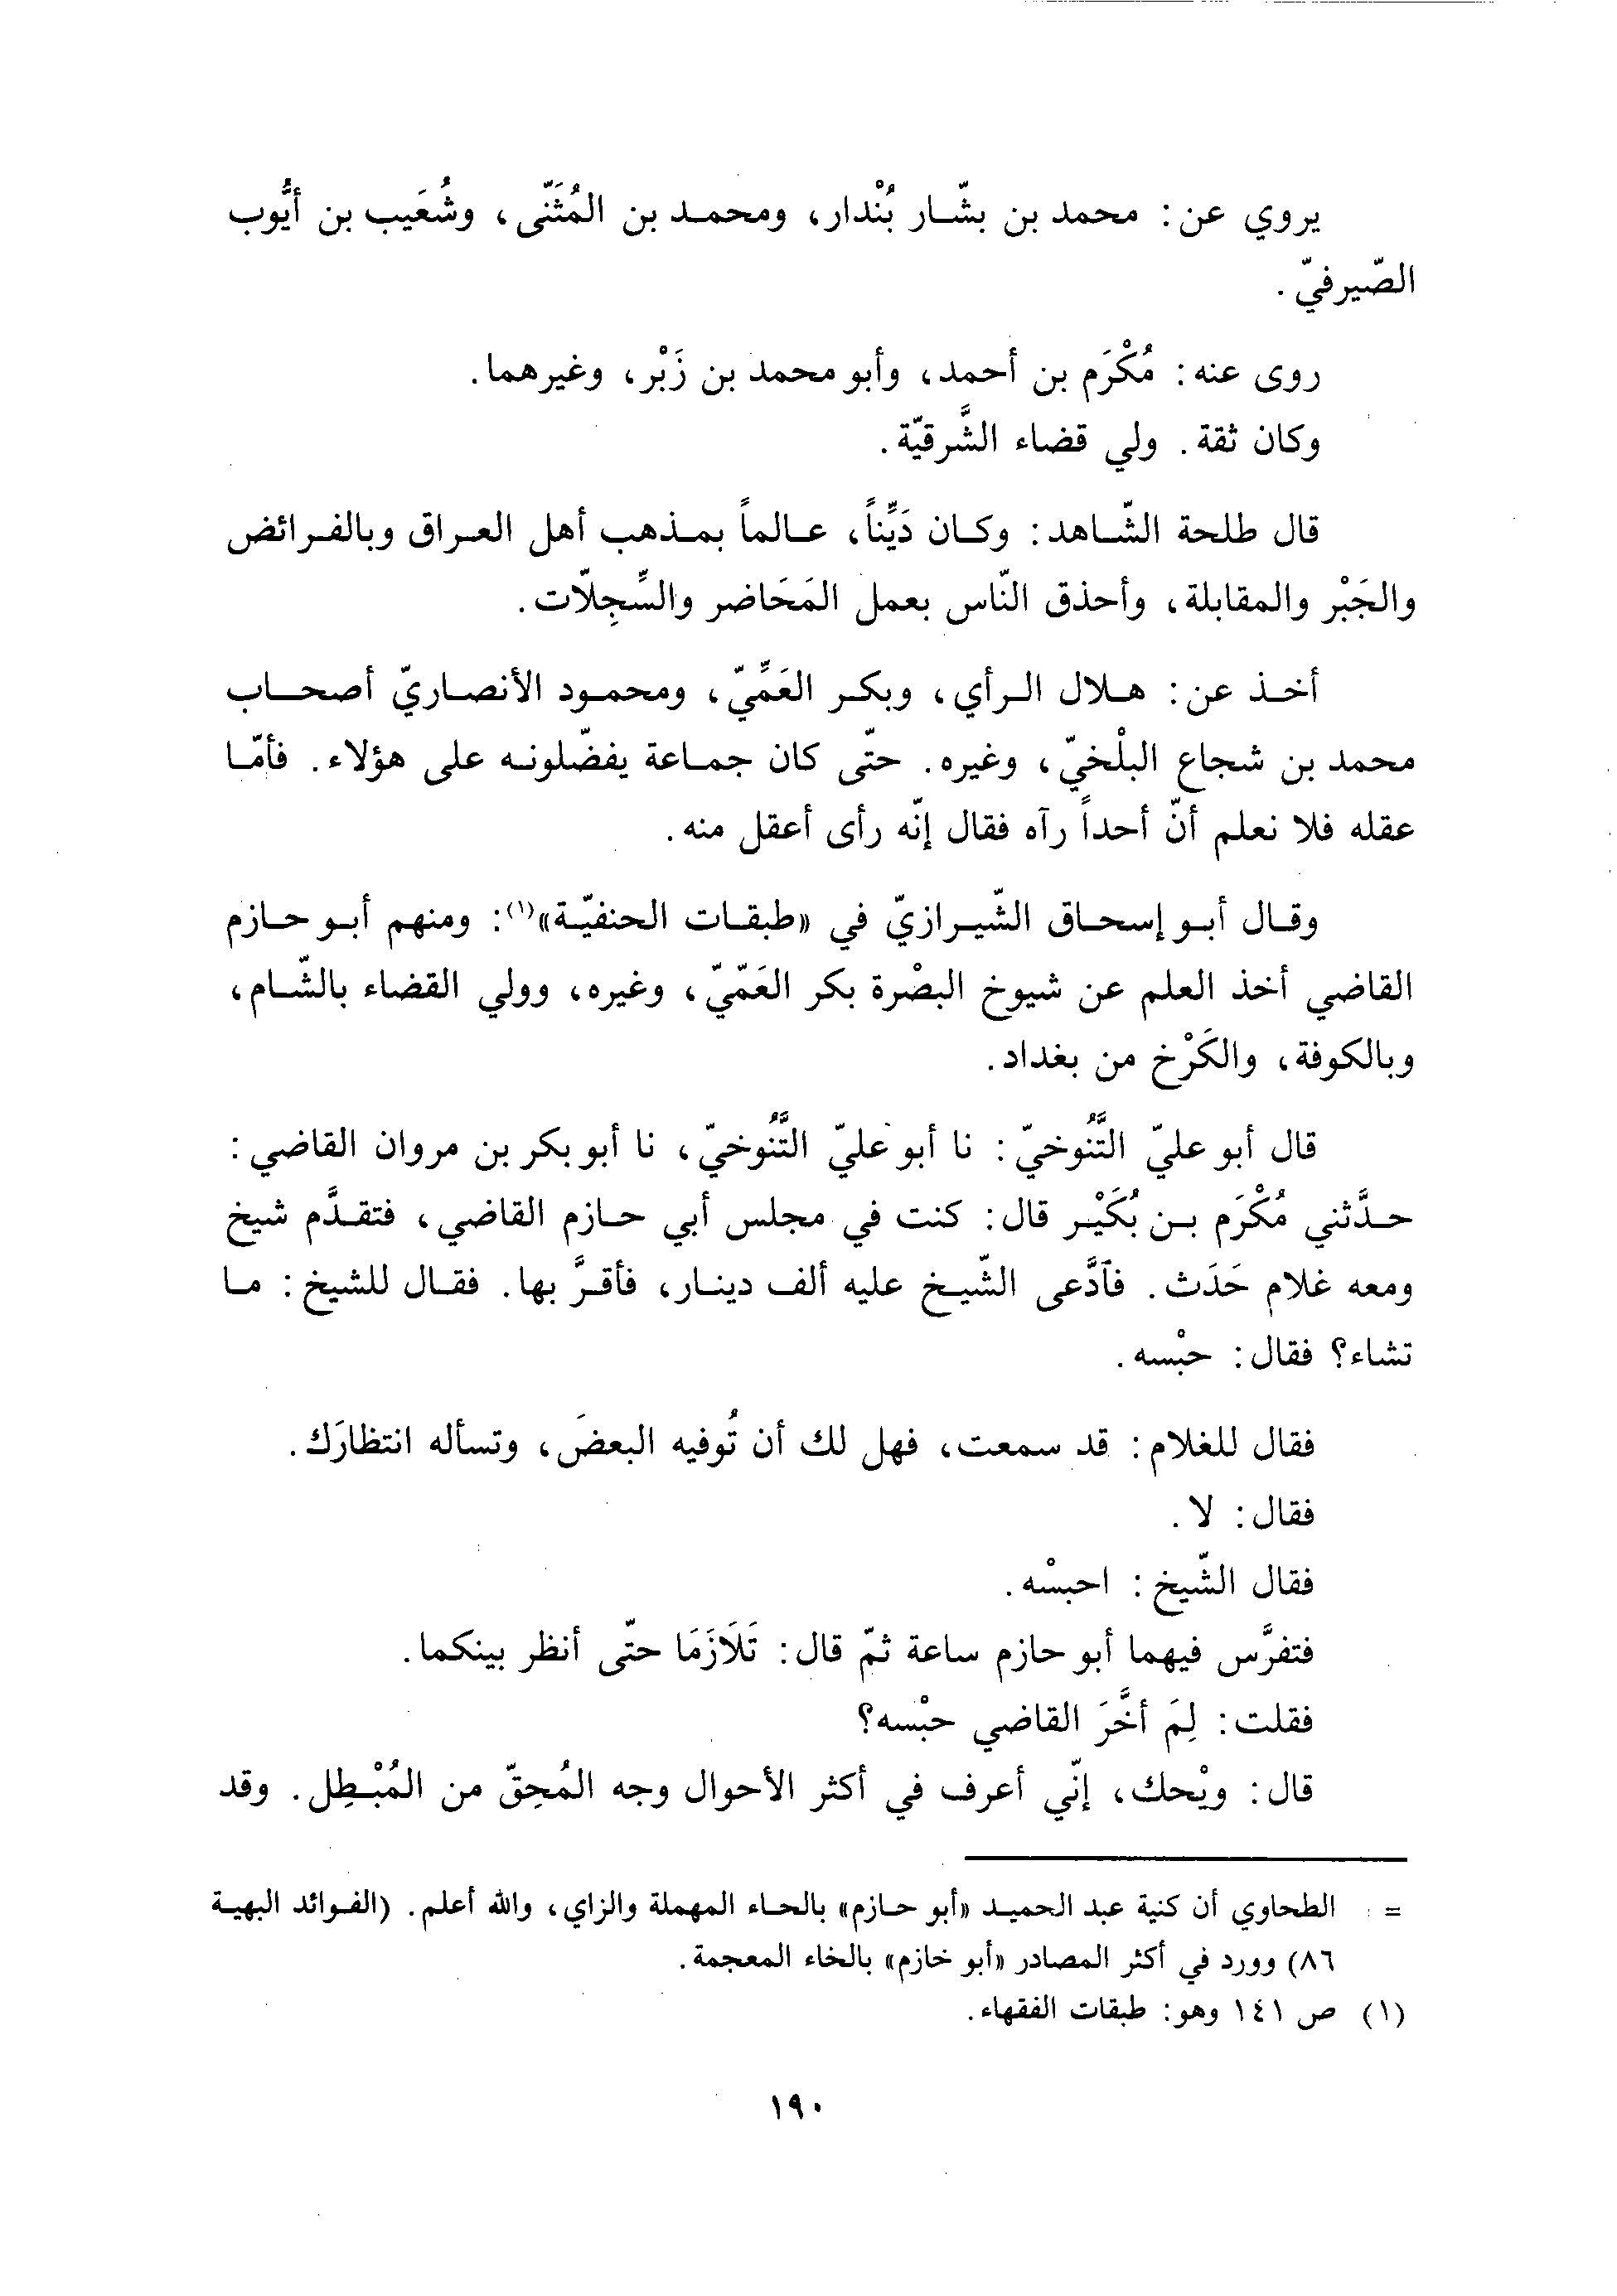 يروي عن: محمد بن بشّار بُنْدار، ومحمد بن المُثَنّى، وشُعَيب بن أيُّوب
الصّيرفيّ.
روى عنه: مُكْرَم بن أحمد، وأبو محمد بن زَبْر، وغيرهما.
وكان ثقة. ولي قضاء الشَّرقيّة.
قال طلحة الشّاهد: وكان دَيِّناً، عالماً بمذهب أهل العراق وبالفرائض
والجَبْر والمقابلة، وأحذق النّاس بعمل المَحَاضر والسِّجِلّات.
أخذ عن: هلال الرأي، وبكر العَمِّيّ، ومحمود الأنصاريّ أصحاب
محمد بن شجاع البلْخيّ، وغيره. حتّى كان جماعة يفضّلونه على هؤلاء. فأمّا
عقله فلا نعلم أنّ أحداً رآه فقال إنّه رأى أعقل منه.
وقال أبو إسحاق الشّيرازيّ في «طبقات الحنفيّة»(١): ومنهم أبو حازم
القاضي أخذ العلم عن شيوخ البصْرة بكر العَمّيّ، وغيره، وولي القضاء بالشّام،
وبالكوفة، والكَرْخ من بغداد.
قال أبو عليّ التَّنُوخيّ: نا أبو عليّ التَّنُوخيّ، نا أبو بكر بن مروان القاضي:
حدَّثني مُكْرَم بن بُكَيْر قال: كنت في مجلس أبي حازم القاضي، فتقدَّم شيخ
ومعه غلام حَدَث. فآدَّعى الشّيخ عليه ألف دينار، فأقرَّ بها. فقال للشيخ: ما
تشاء؟ فقال: حبْسه.
فقال للغلام: قد سمعت، فهل لك أن تُوفيه البعضَ، وتسأله انتظارَك.
فقال: لا.
فقال الشّيخ: احبسْه.
فتفرَّس فيهما أبو حازم ساعة ثمّ قال: تَلَازَمَا حتّى أنظر بينكما.
فقلت: لِمَ أخَّرَ القاضي حبْسه؟
قال: ويْحك، إنّي أعرف في أكثر الأحوال وجه المُحِقّ من المُبْطِل. وقد
= الطحاوي أن كنية عبد الحميد «أبو حازم» بالحاء المهملة والزاي، والله أعلم. (الفوائد البهية
٨٦) وورد في أكثر المصادر «أبو خازم» بالخاء المعجمة.
(١) ص ١٤١ وهو: طبقات الفقهاء.
١٩٠